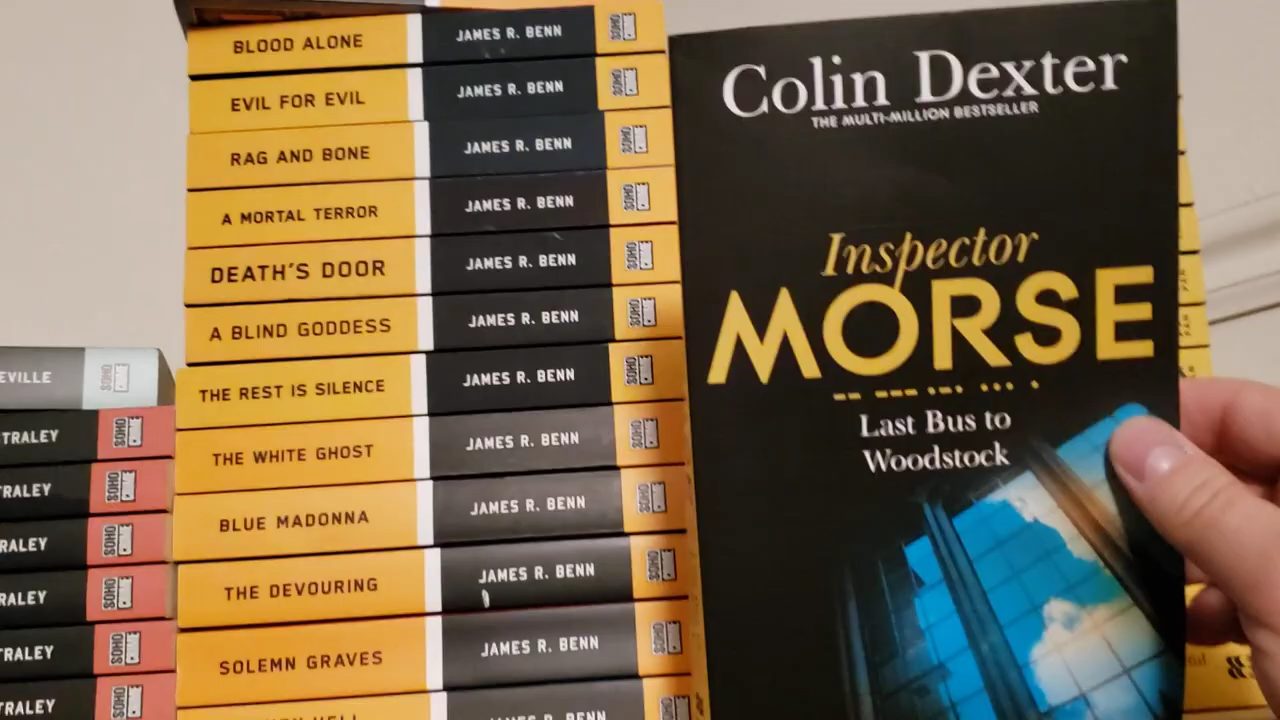 BLOOD ALONE JAMES R. BENN SOHO
EVIL FOR EVIL JAMES R. BENN SOHO
RAG AND BONE JAMES R. BENN SOHO
A MORTAL TERROR JAMES R. BENN SOHO
DEATH'S DOOR JAMES R. BENN SOHO
A BLIND GODDESS JAMES R. BENN SOHO
THE REST IS SILENCE JAMES R. BENN SOHO
THE WHITE GHOST JAMES R. BENN SOHO
BLUE MADONNA JAMES R. BENN SOHO
THE DEVOURING JAMES R. BENN SOHO
SOLEMN GRAVES JAMES R. BENN SOHO
HELL JAMES R. BENN SOHO
EVILLE SOHO
TRALEY SOHO
TRALEY SOHO
RALEY SOHO
RALEY SOHO
TRALEY SOHO
TRALEY SOHO
Colin Dexter
THE MULTI-MILLION BESTSELLER
Inspector
MORSE
Last Bus to
Woodstock